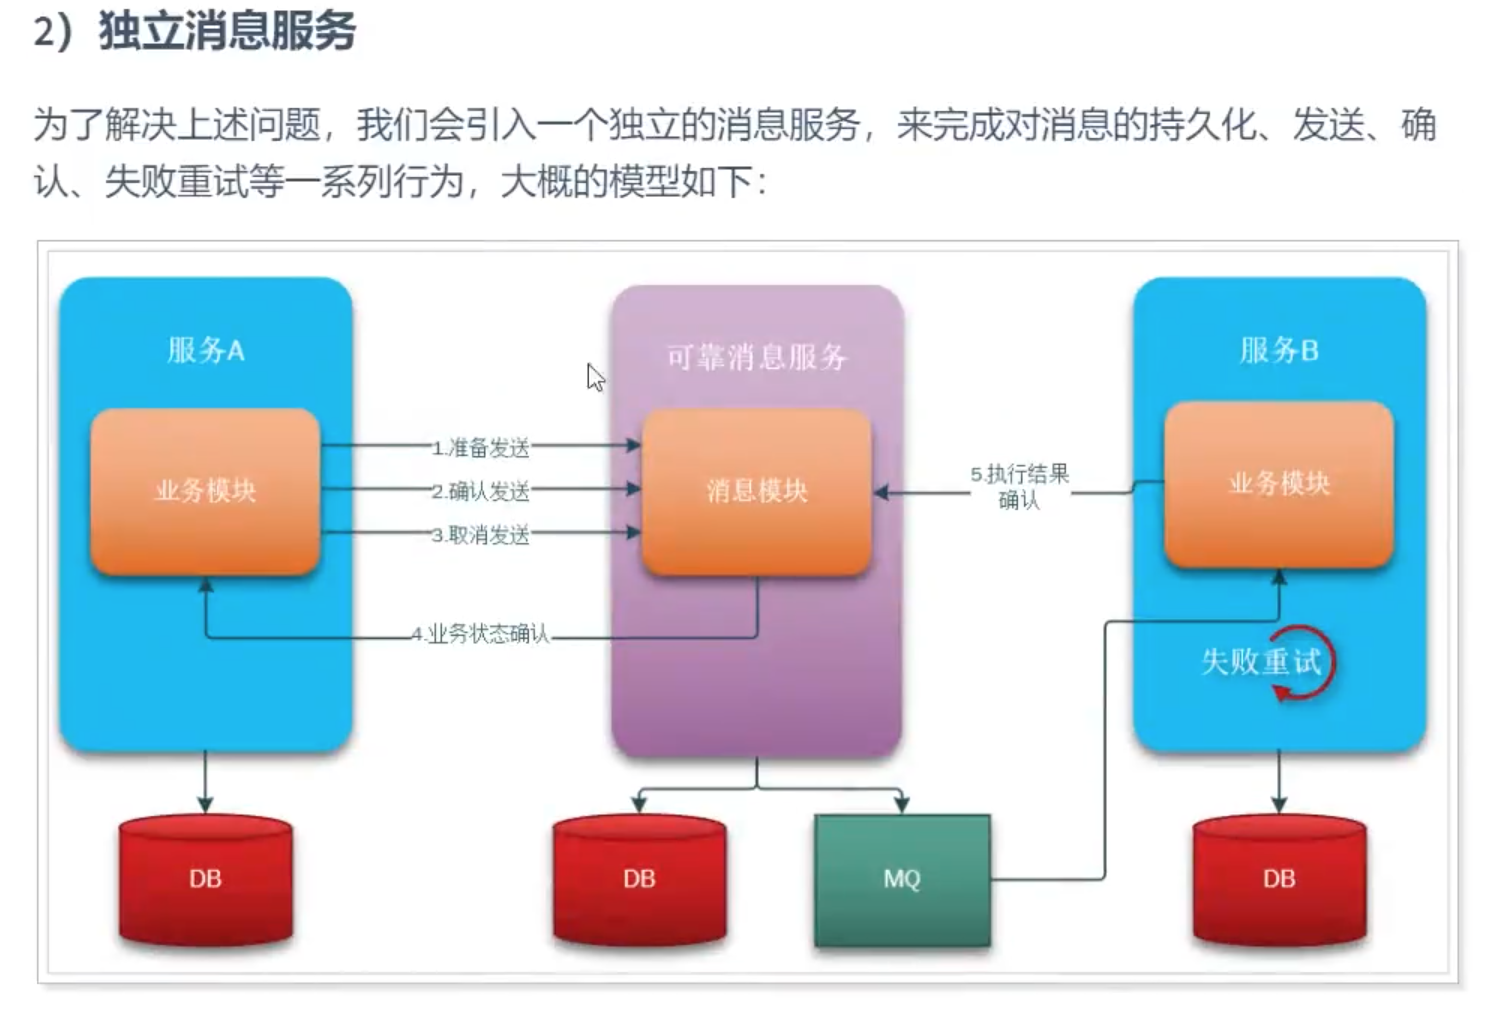 2）独立消息服务
为了解决上述问题，我们会引入一个独立的消息服务，来完成对消息的持久化、发送、确
认、失败重试等一系列行为，大概的模型如下：
服务A
可靠消息服务
服务B
业务模块
1.准备发送
2.确认发送
3.取消发送
消息模块
5.执行结果
确认
业务模块
4.业务状态确认
失败重试
DB
DB
MQ
DB